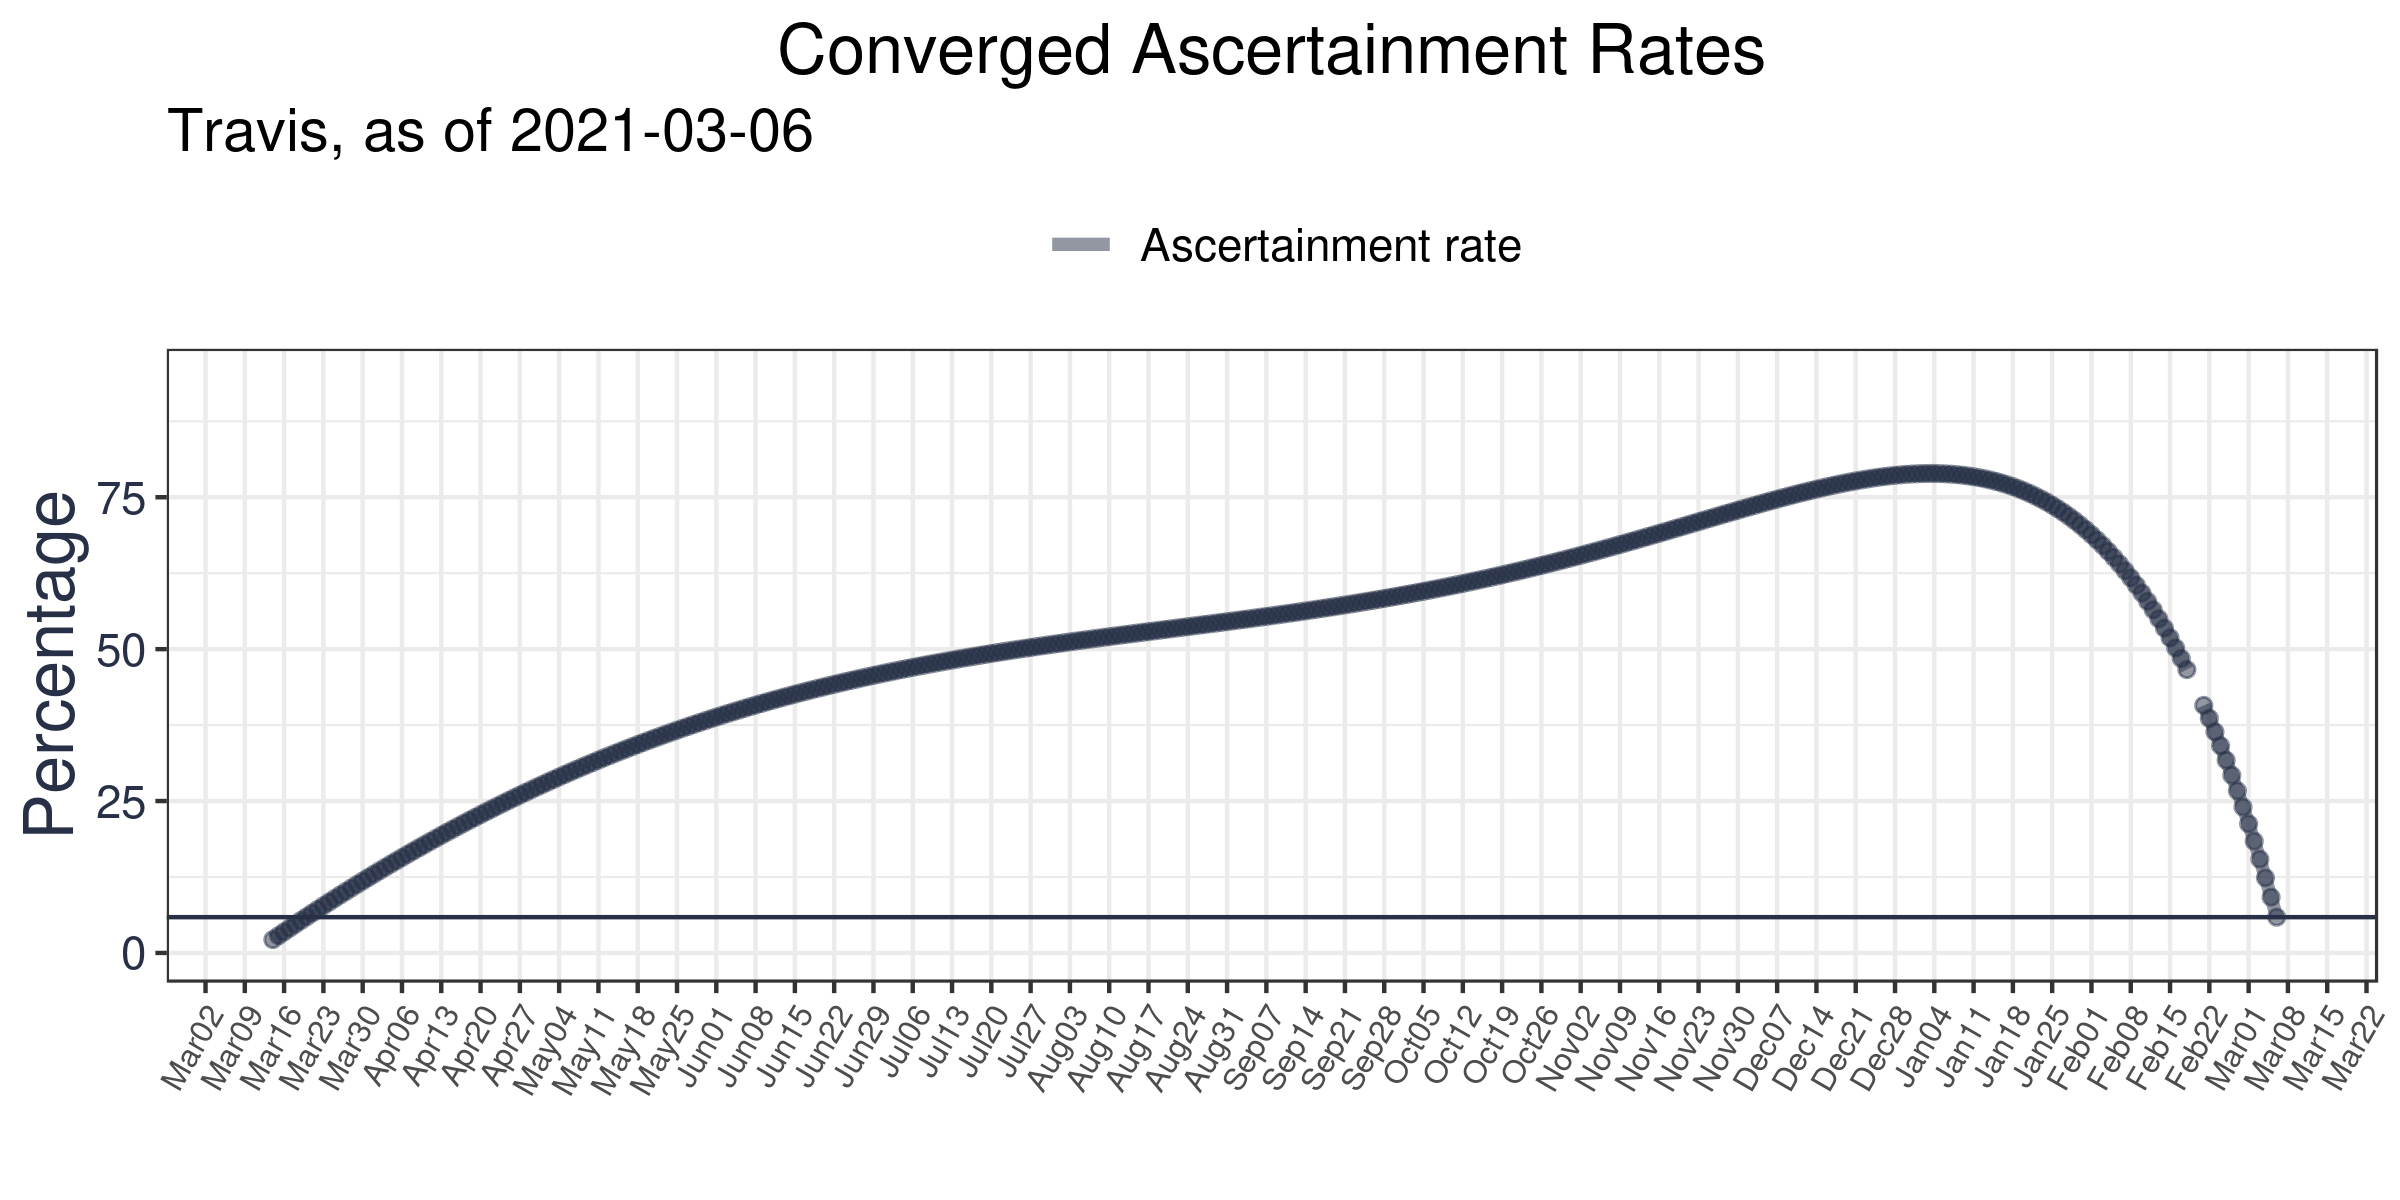 Converged Ascertainment Rates
Travis, as of 2021-03-06
Ascertainment rate
Percentage
75
50
25
0
Mar02 Mar09 Mar16 Mar23 Mar30 Apr06 Apr13 Apr20 Apr27 May04 May11 May18 May25 Jun01 Jun08 Jun15 Jun22 Jun29 Jul06 Jul13 Jul20 Jul27 Aug03 Aug10 Aug17 Aug24 Aug31 Sep07 Sep14 Sep21 Sep28 Oct05 Oct12 Oct19 Oct26 Nov02 Nov09 Nov16 Nov23 Nov30 Dec07 Dec14 Dec21 Dec28 Jan04 Jan11 Jan18 Jan25 Feb01 Feb08 Feb15 Feb22 Mar01 Mar08 Mar15 Mar22